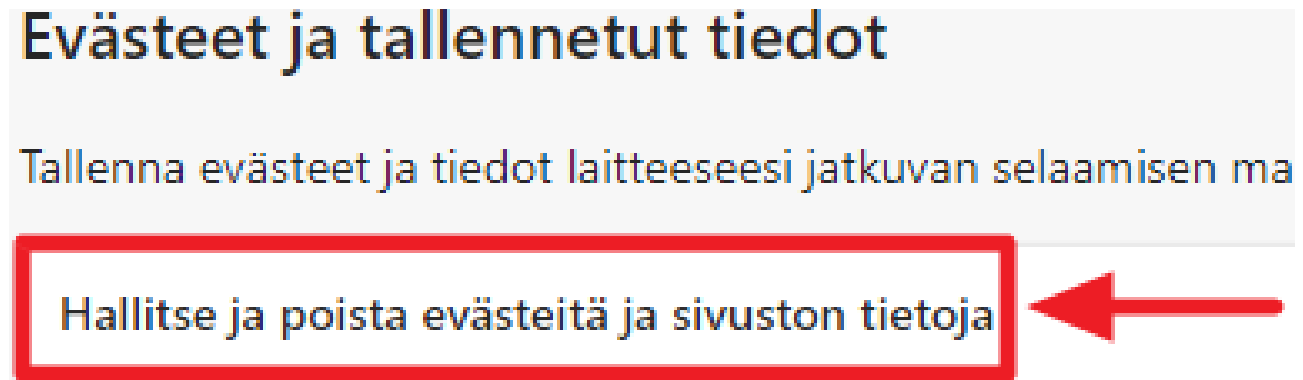 Evästeet ja tallennetut tiedot
Tallenna evästeet ja tiedot laitteeseesi jatkuvan selaamisen ma
Hallitse ja poista evästeitä ja sivuston tietoja